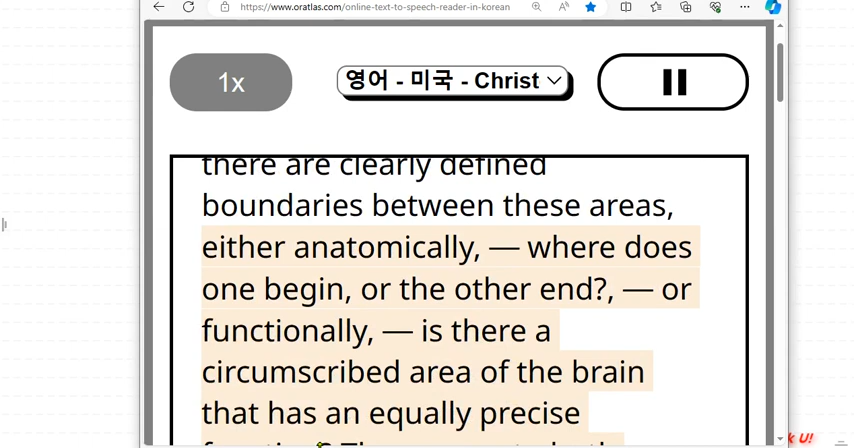 https://www.oratlas.com/online-text-to-speech-reader-in-korean
1x
영어 - 미국 - Christ
there are clearly defined
boundaries between these areas,
either anatomically, — where does
one begin, or the other end?, — or
functionally, — is there a
circumscribed area of the brain
that has an equally precise
k U!